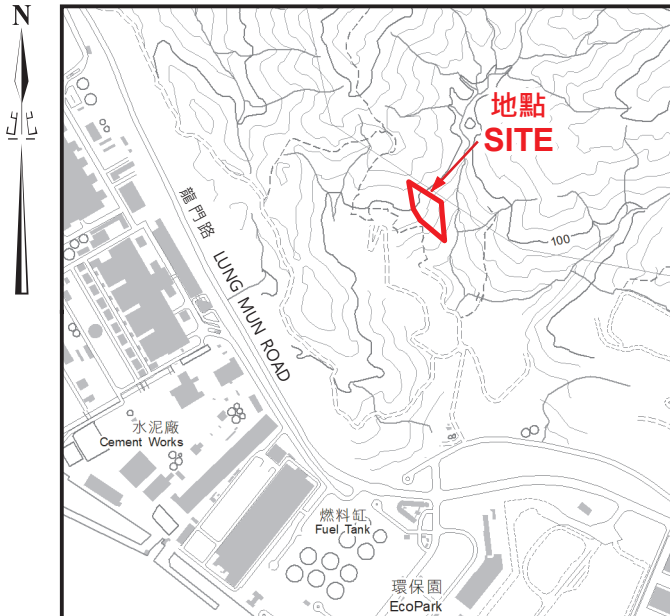 N
地點
SITE
龍門路 LUNG MUN ROAD
100
水泥廠
Cement Works
燃料缸
Fuel Tank
環保園
EcoPark